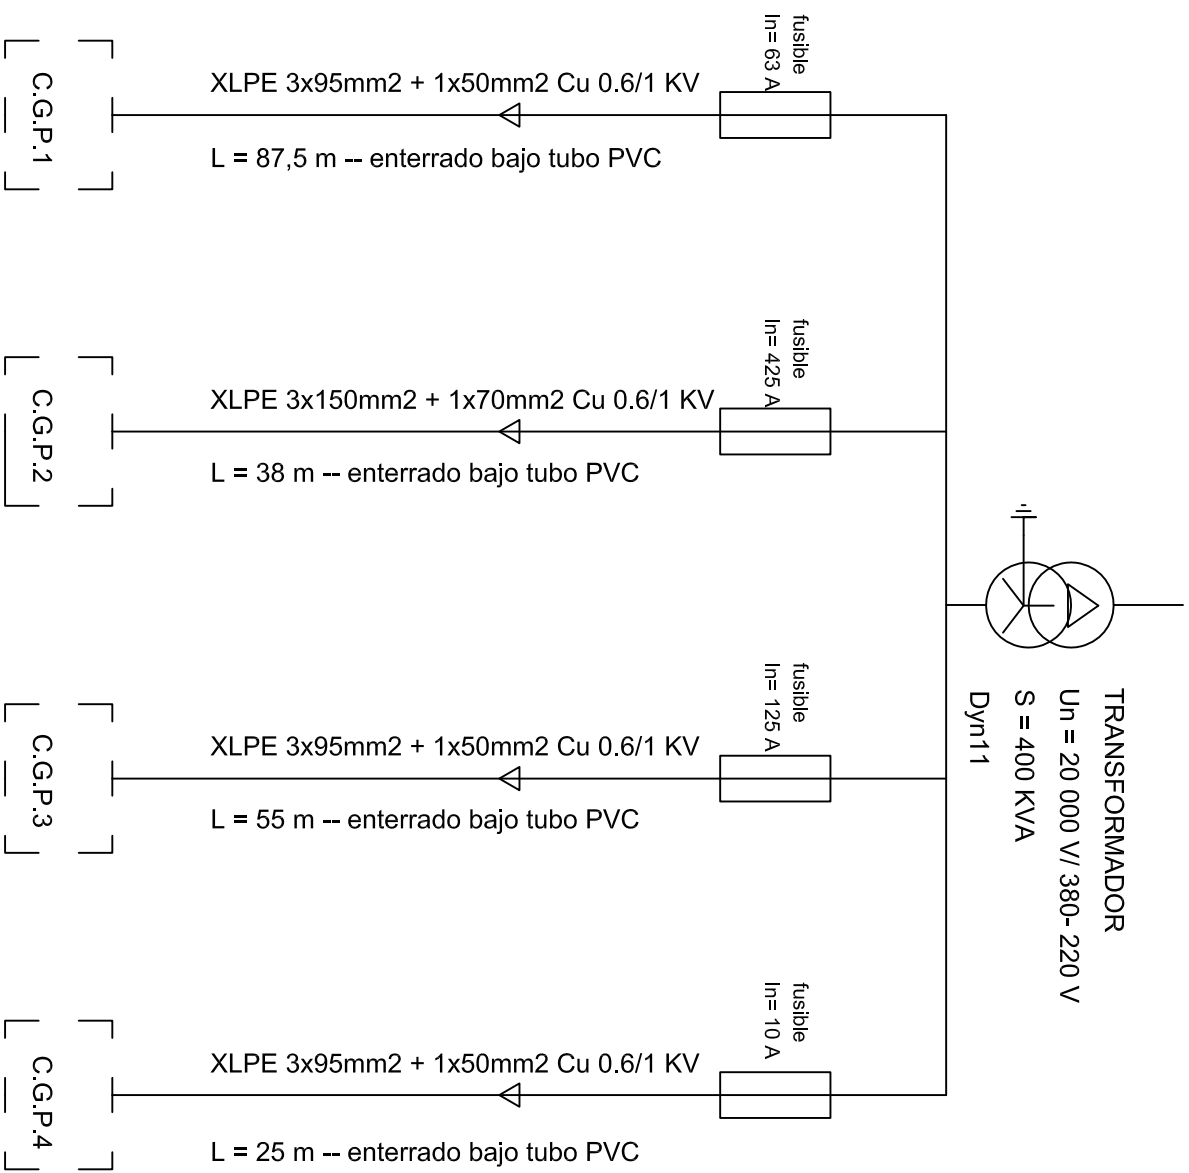 fusible
In= 63 A
XLPE 3x95mm2 + 1x50mm2 Cu 0.6/1 KV
L = 87,5 m -- enterrado bajo tubo PVC
C.G.P.1
fusible
In= 425 A
XLPE 3x150mm2 + 1x70mm2 Cu 0.6/1 KV
L = 38 m -- enterrado bajo tubo PVC
C.G.P.2
TRANSFORMADOR
Un = 20 000 V/ 380- 220 V
S = 400 KVA
Dyn11
fusible
In= 125 A
XLPE 3x95mm2 + 1x50mm2 Cu 0.6/1 KV
L = 55 m -- enterrado bajo tubo PVC
C.G.P.3
fusible
In= 10 A
XLPE 3x95mm2 + 1x50mm2 Cu 0.6/1 KV
L = 25 m -- enterrado bajo tubo PVC
C.G.P.4